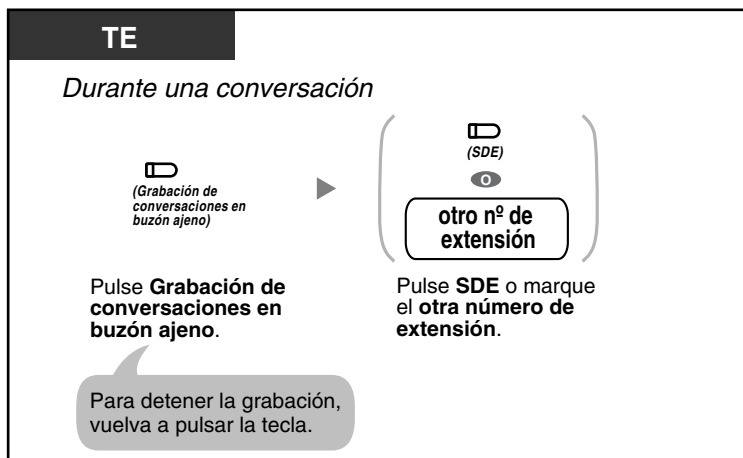 TE
Durante una conversación
(Grabación de
conversaciones en
buzón ajeno)
(SDE)
O
otro nº de
extensión
Pulse Grabación de
conversaciones en
buzón ajeno.
Pulse SDE o marque
el otra número de
extensión.
Para detener la grabación,
vuelva a pulsar la tecla.